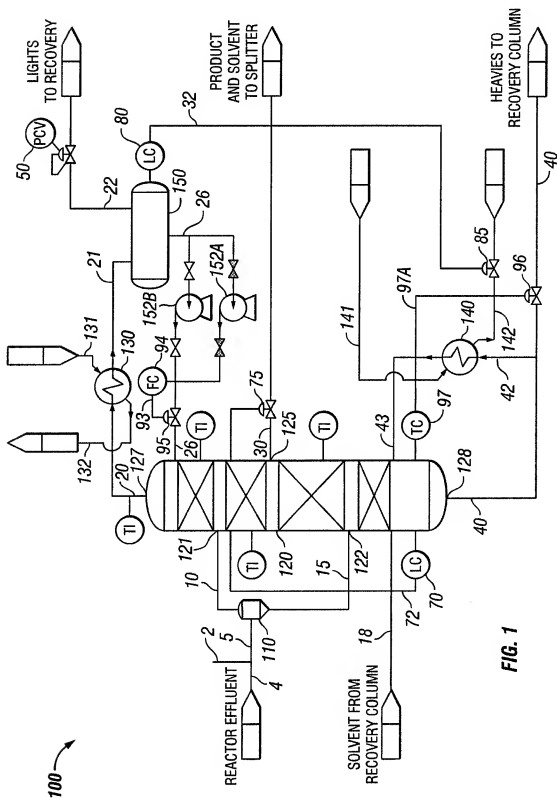 100
LIGHTS
TO RECOVERY
PCV
50
22
21
131
130
132
20
TI
127
LC
80
150
26
152A
152B
94
FC
93
95
26
TI
PRODUCT
AND SOLVENT
TO SPLITTER
32
75
30
125
TI
121
TI
120
10
15
122
2
5
4
110
REACTOR EFFLUENT
72
LC
70
18
SOLVENT FROM
RECOVERY COLUMN
141
43
TC
97
97A
140
142
42
85
96
128
40
40
HEAVIES TO
RECOVERY COLUMN
FIG. 1